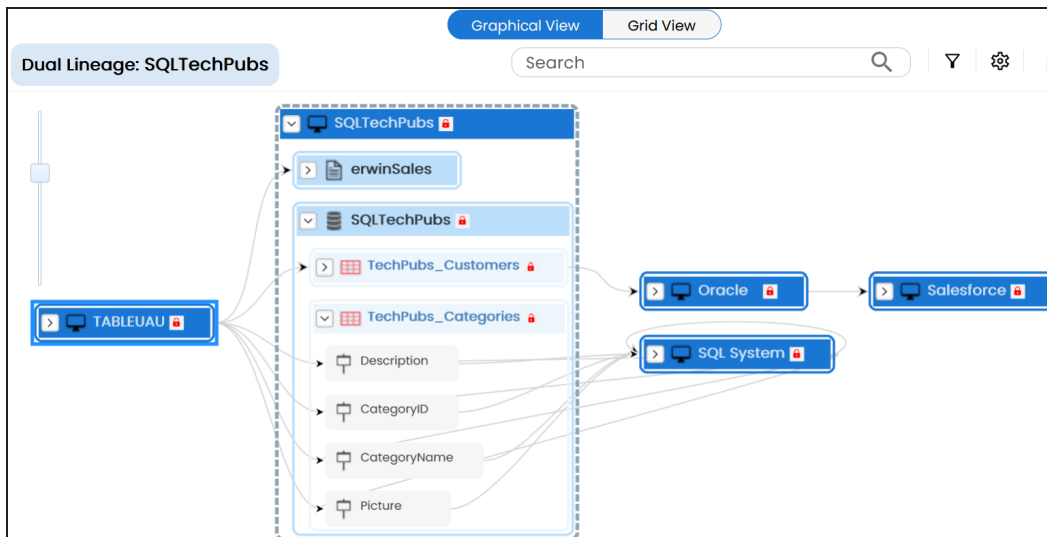 Graphical View
Grid View
Dual Lineage: SQLTechPubs
Search
SQLTechPubs
erwinSales
SQLTechPubs
TechPubs_Customers
Oracle
Salesforce
TABLEUAU
TechPubs_Categories
SQL System
Description
CategoryID
CategoryName
Picture